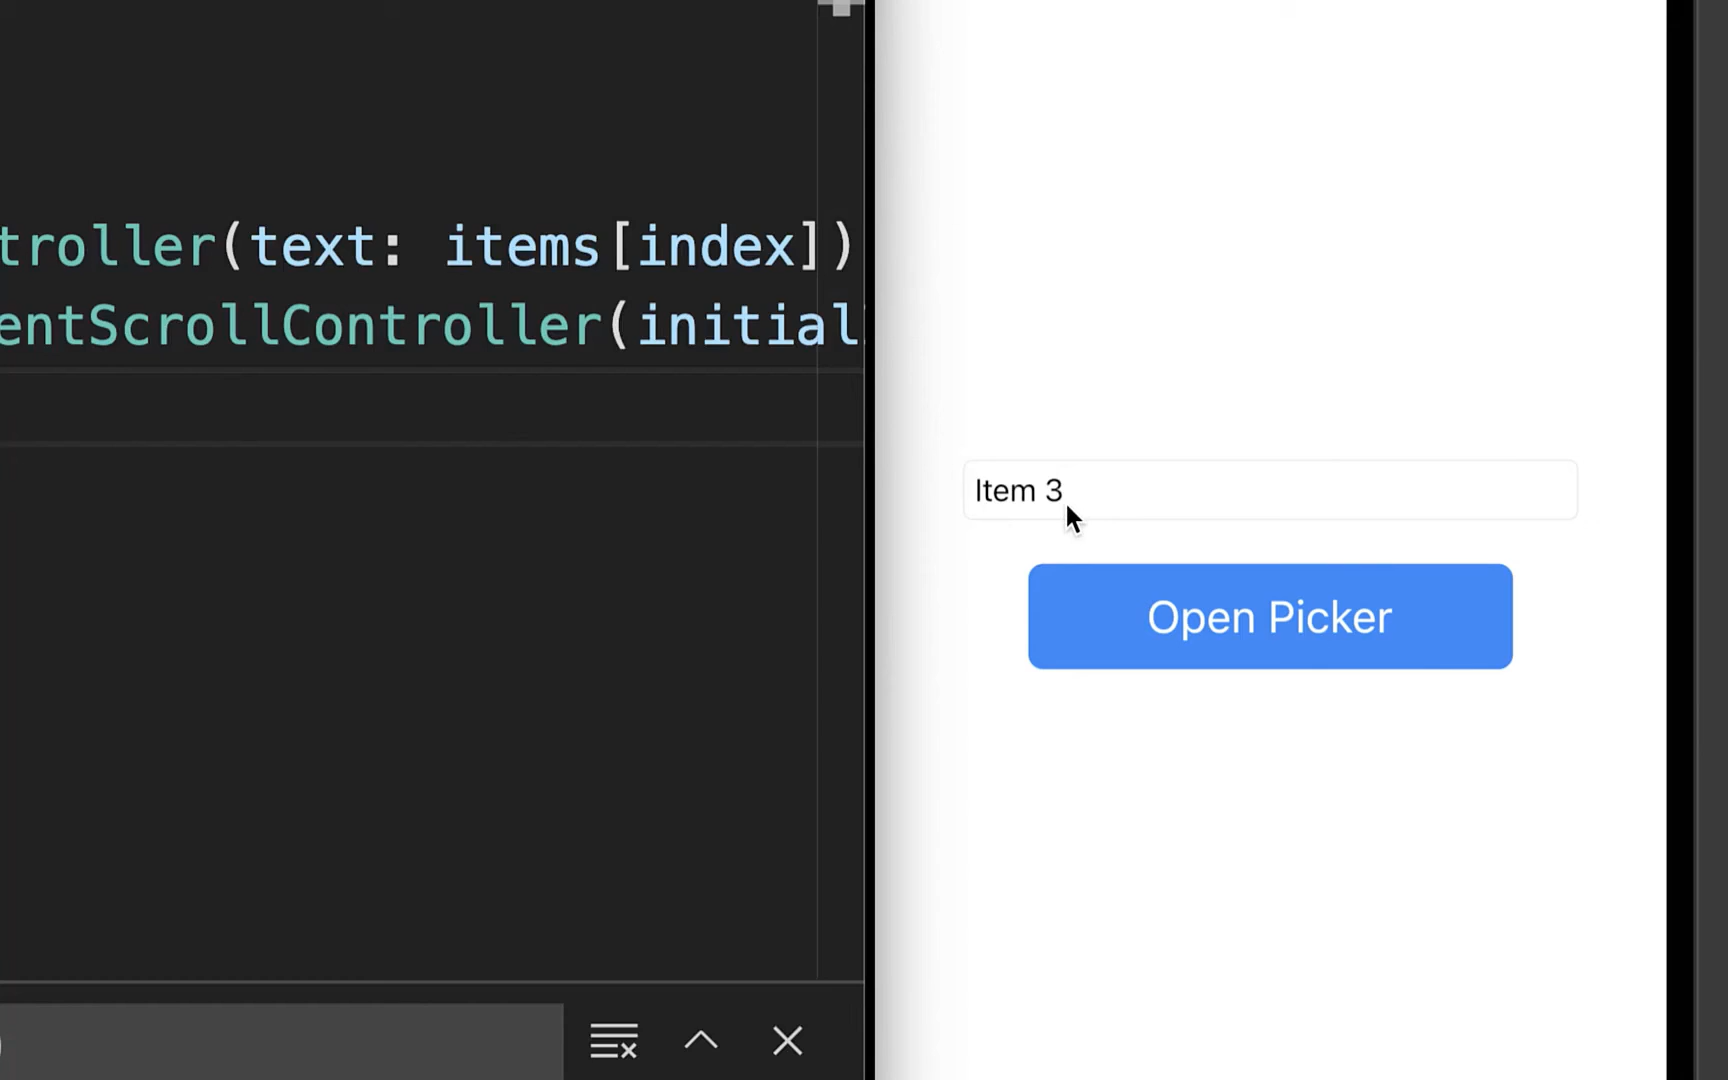 troller(text: items[index])
entScrollController(initial
Item 3
Open Picker